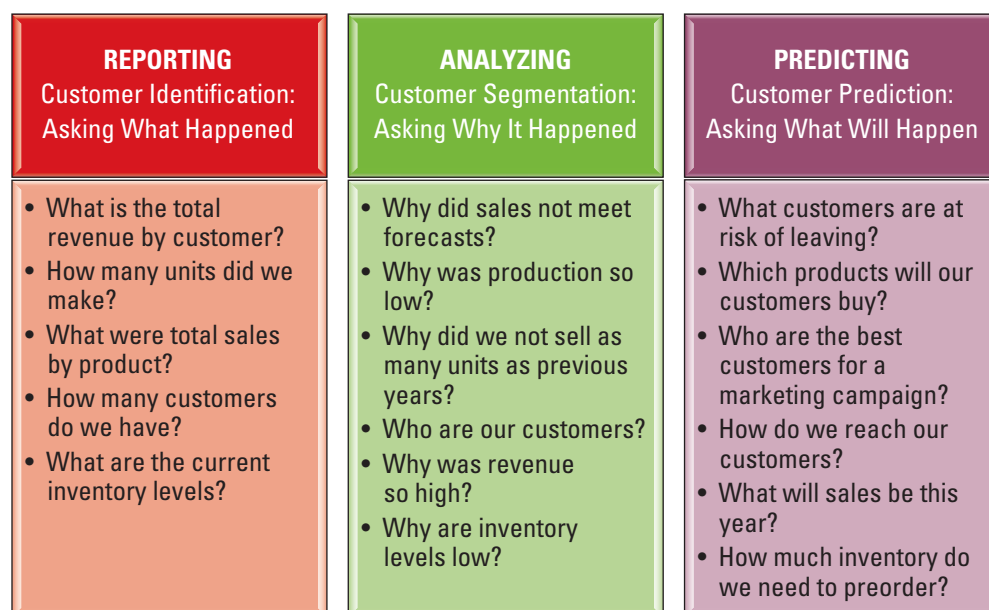 REPORTING
Customer Identification:
Asking What Happened
• What is the total
revenue by customer?
• How many units did we
make?
• What were total sales
by product?
• How many customers
do we have?
• What are the current
inventory levels?
ANALYZING
Customer Segmentation:
Asking Why It Happened
• Why did sales not meet
forecasts?
• Why was production so
low?
• Why did we not sell as
many units as previous
years?
• Who are our customers?
• Why was revenue
so high?
• Why are inventory
levels low?
PREDICTING
Customer Prediction:
Asking What Will Happen
• What customers are at
risk of leaving?
• Which products will our
customers buy?
• Who are the best
customers for a
marketing campaign?
• How do we reach our
customers?
• What will sales be this
year?
• How much inventory do
we need to preorder?